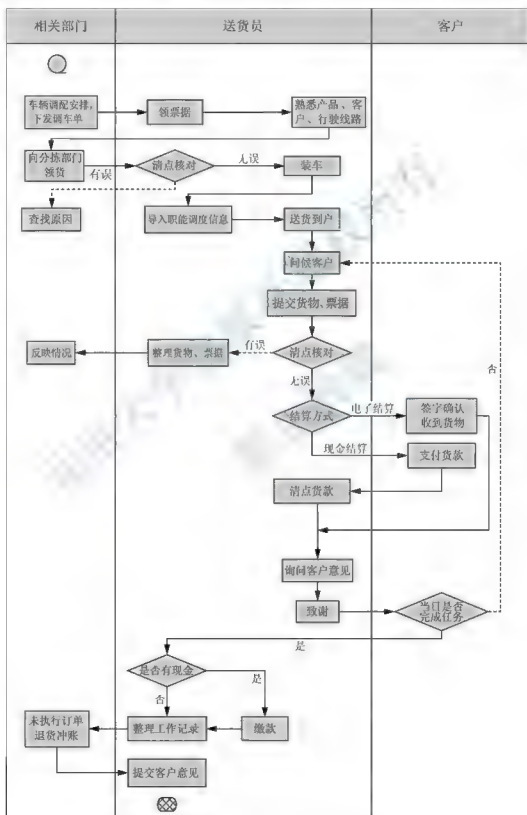 相关部门
送货员
客户
车辆调配安排,
下发调车单
领票据
熟悉产品、客
户、行驶线路
向分拣部门
领货
有误
清点核对
无误
装车
查找原因
导入职能调度信息
送货到户
问候客户
提交货物、票据
反映情况
整理货物、票据
有误
清点核对
否
无误
结算方式
电子结算
签字确认
收到货物
现金结算
支付货款
清点货款
询问客户意见
致谢
当日是否
完成任务
是
是否有现金
是
否
未执行订单
退货冲账
整理工作记录
缴款
提交客户意见